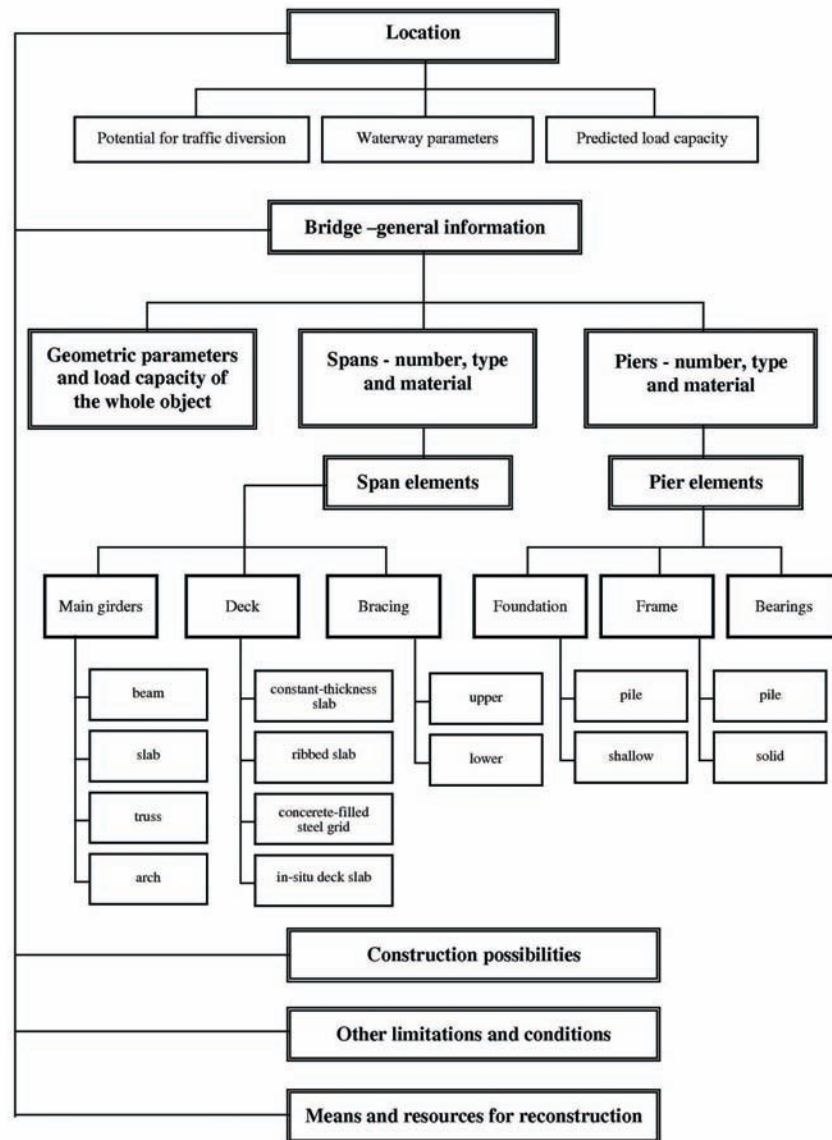 Location
Potential for traffic diversion
Waterway parameters
Predicted load capacity
Bridge –general information
Geometric parameters
and load capacity of
the whole object
Spans - number, type
and material
Piers - number, type
and material
Span elements
Pier elements
Main girders
Deck
Bracing
Foundation
Frame
Bearings
beam
slab
truss
arch
constant-thickness
slab
ribbed slab
concerete-filled
steel grid
in-situ deck slab
upper
lower
pile
shallow
pile
solid
Construction possibilities
Other limitations and conditions
Means and resources for reconstruction